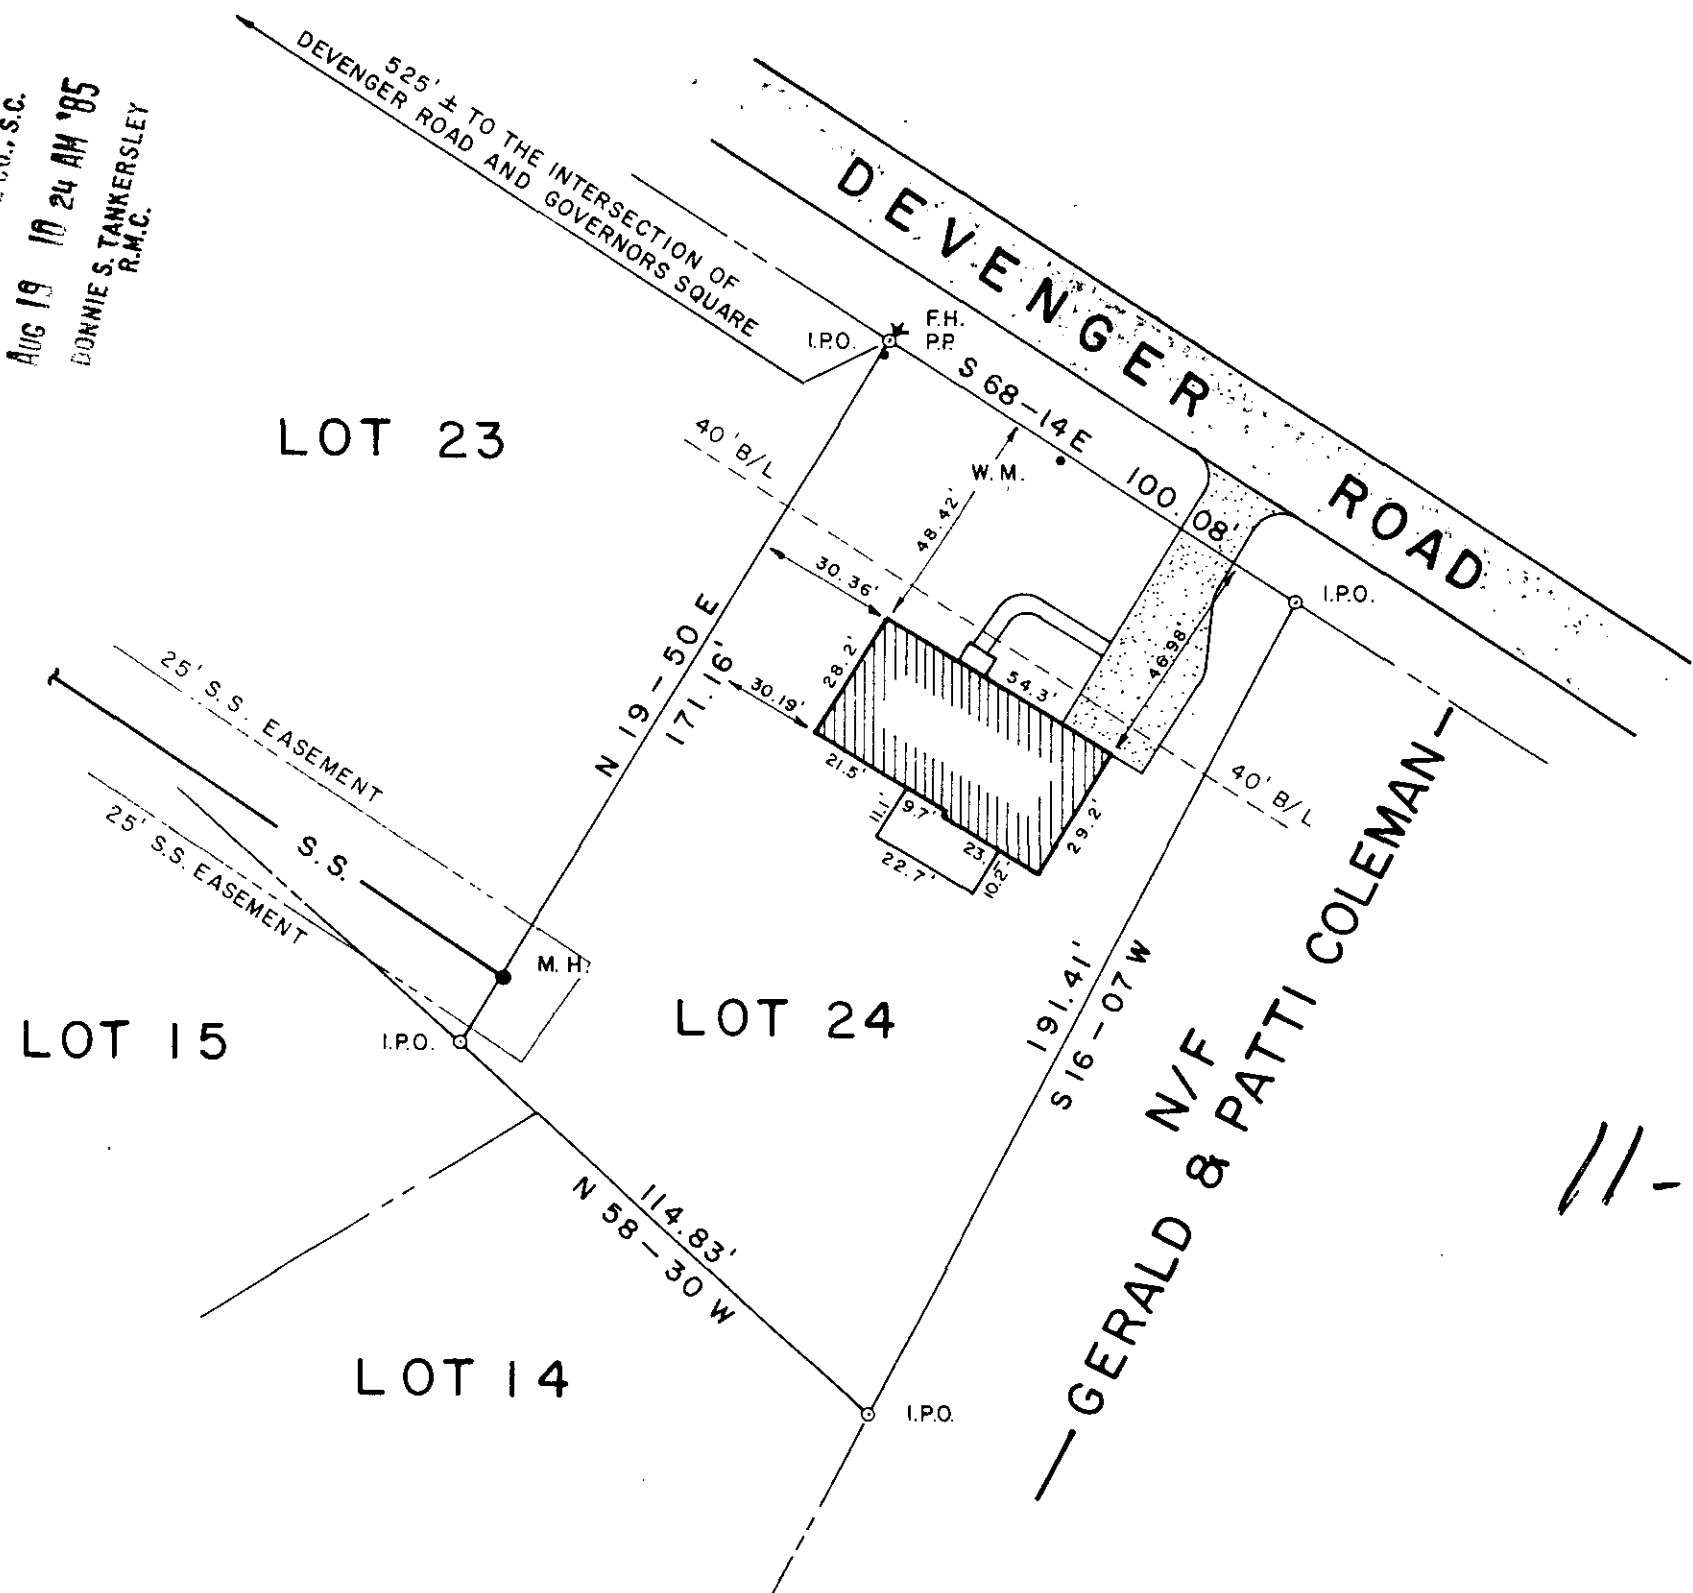 CO., S.C.
AUG 19 10 24 AM '85
DONNIE S. TANKERSLEY
R.M.C.
525' ± TO THE INTERSECTION OF
DEVENGER ROAD AND GOVERNORS SQUARE
DEVENGER ROAD
I.P.O.
F.H.
P.P.
S 68-14 E 100.08'
LOT 23
40' B/L
W.M.
48.42'
30.36'
I.P.O.
N 19-50 E
171.16'
28.2'
54.3'
46.98'
30.19'
25' S.S. EASEMENT
21.5'
11.1'
9.7'
23.1'
29.2'
22.7'
10.2'
40' B/L
25' S.S. EASEMENT
S.S.
M.H.
LOT 15
I.P.O.
LOT 24
191.41'
S 16-07 W
N/F
GERALD & PATTI COLEMAN
11-
114.83'
N 58-30 W
LOT 14
I.P.O.